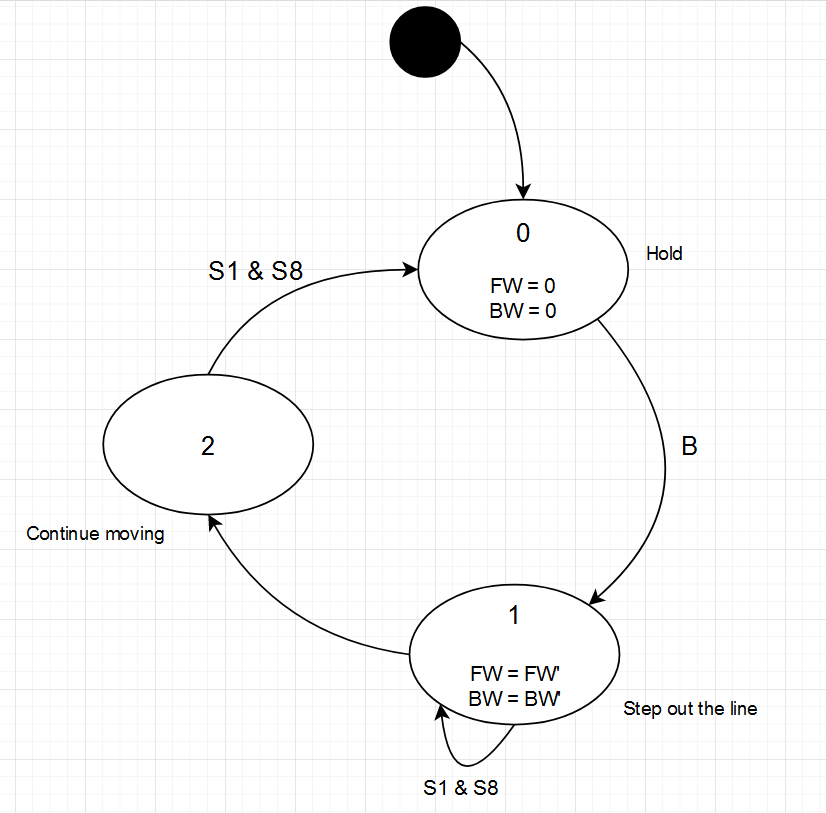 0
FW = 0
BW = 0
Hold
S1 & S8
B
2
Continue moving
1
FW = FW'
BW = BW'
Step out the line
S1 & S8